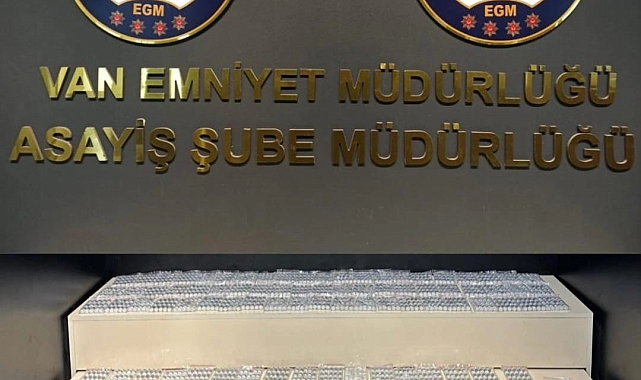 EGM EGM
VAN EMNİYET MÜDÜRLÜĞÜ
ASAYİŞ ŞUBE MÜDÜRLÜĞÜ